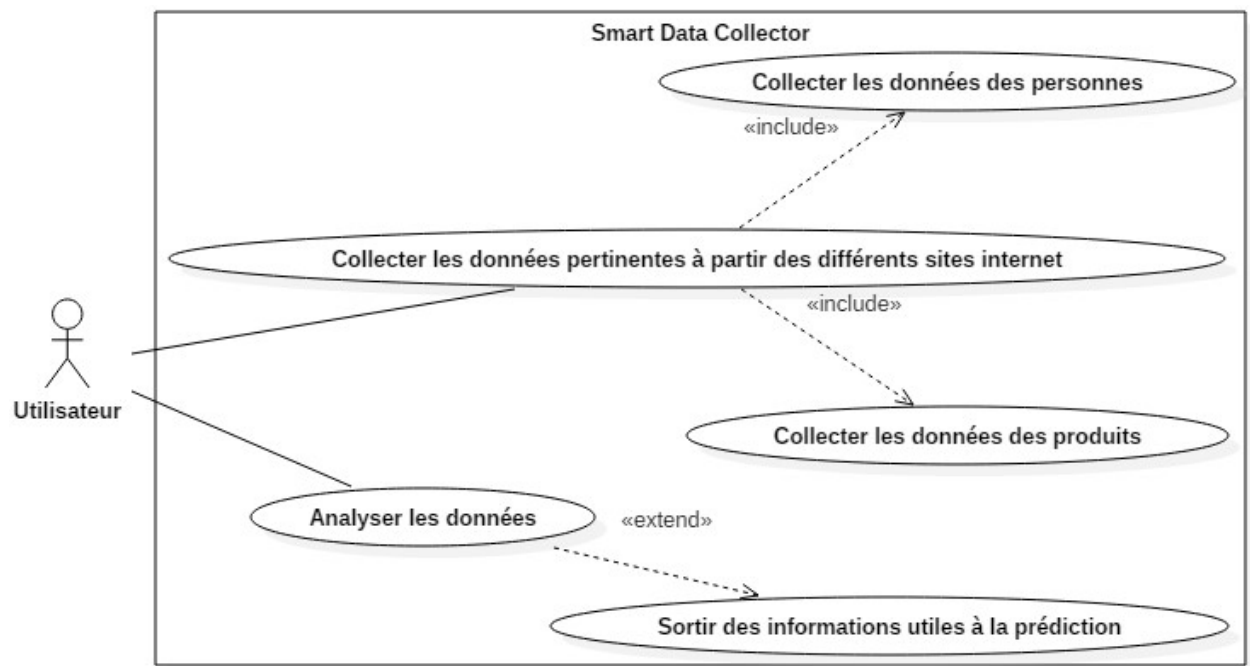 Smart Data Collector
Collecter les données des personnes
«include»
Collecter les données pertinentes à partir des différents sites internet
«include»
Utilisateur
Collecter les données des produits
Analyser les données
«extend»
Sortir des informations utiles à la prédiction